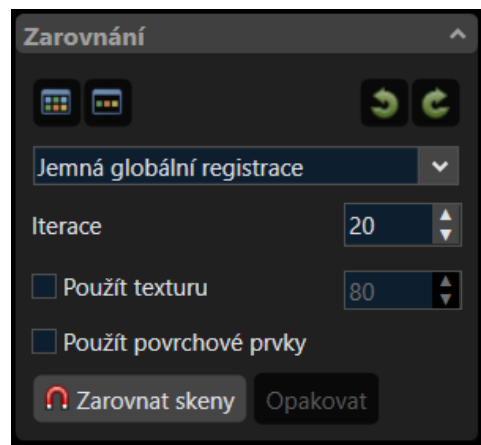 Zarovnání
Jemná globální registrace
Iterace 20
Použít texturu 80
Použít povrchové prvky
Zarovnat skeny Opakovat